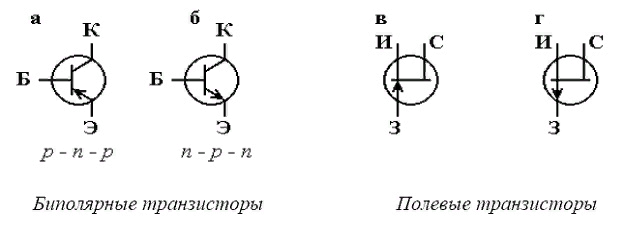 а б в г
К К И С И С
Б Б
Э Э З З
p - n - p n - p - n
Биполярные транзисторы Полевые транзисторы